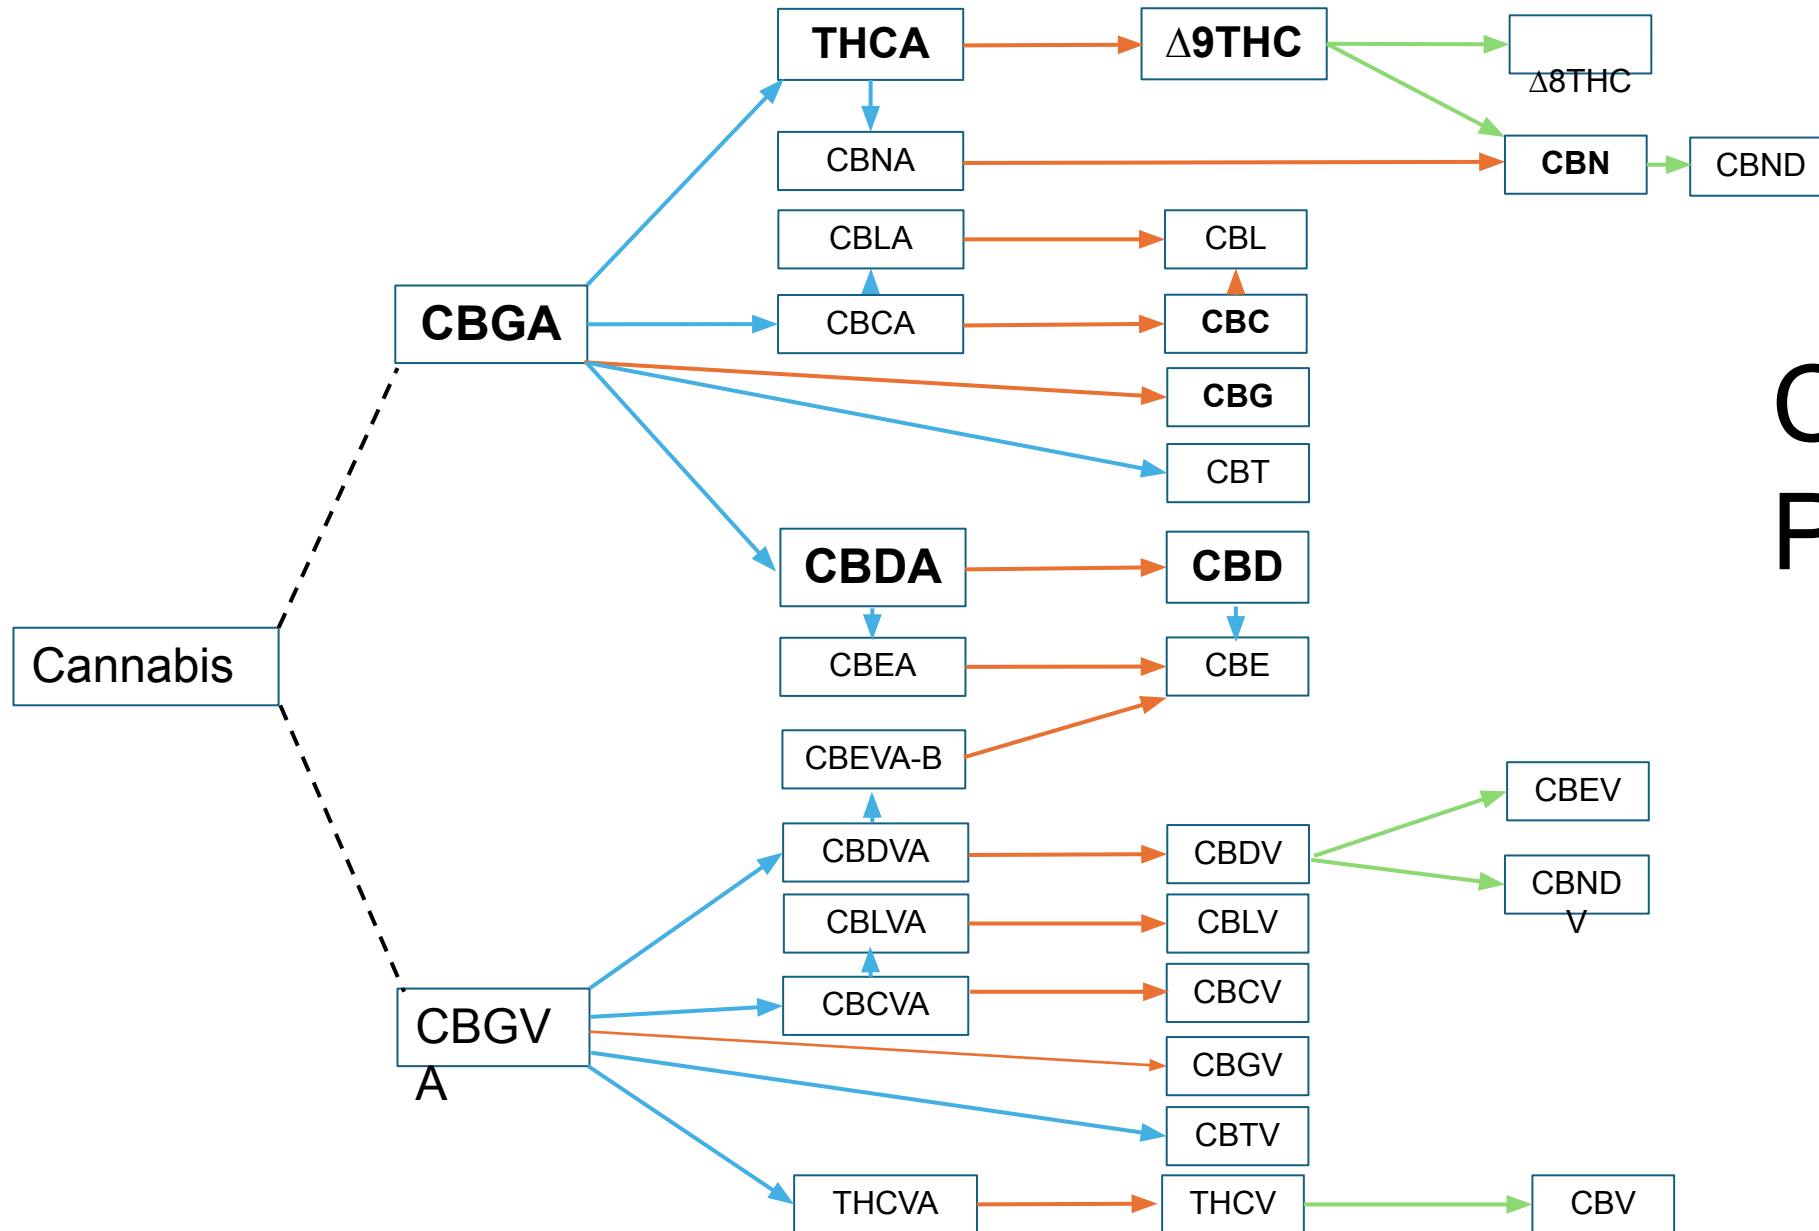 THCA
Δ9THC
Δ8THC
CBNA
CBN
CBND
CBLA
CBL
CBGA
CBCA
CBC
CBG
CBT
CBDA
CBD
Cannabis
CBEA
CBE
CBEVA-B
CBEV
CBDVA
CBDV
CBND
V
CBLVA
CBLV
CBCVA
CBCV
CBGV
A
CBGV
CBTV
THCVA
THCV
CBV